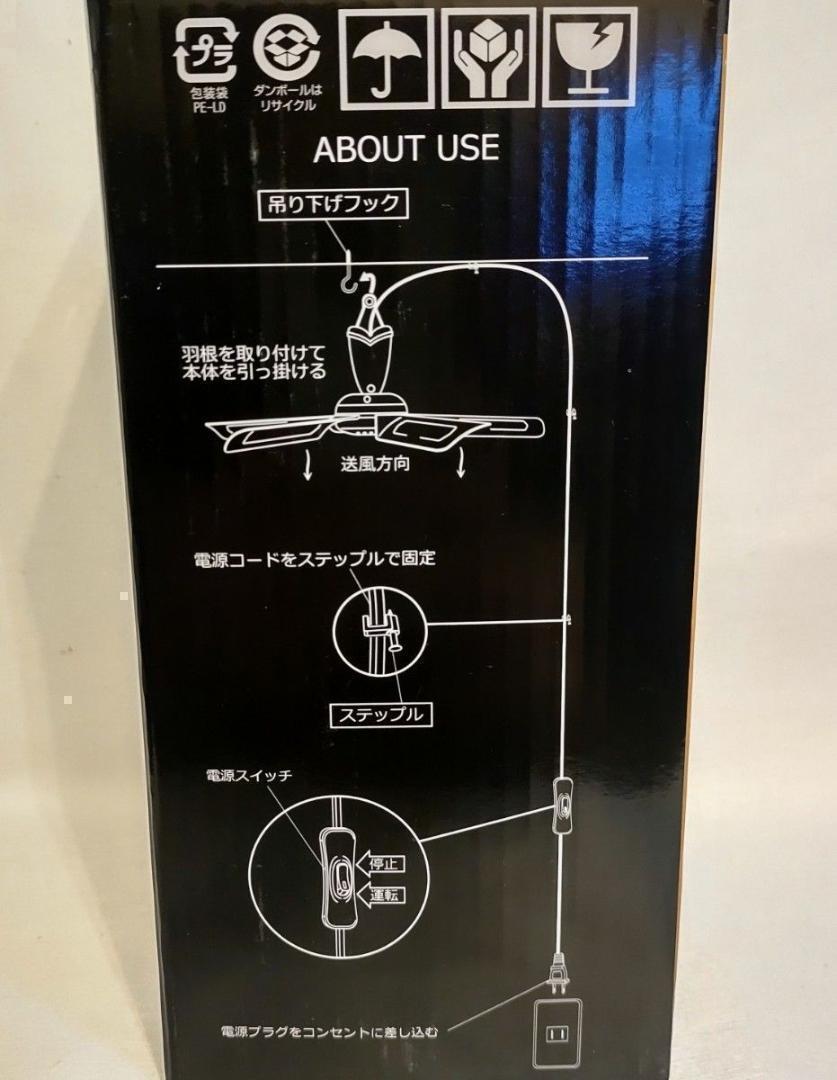 プラ
包装袋
PE-LD
ダンボールは
リサイクル
ABOUT USE
吊り下げフック
羽根を取り付けて
本体を引っ掛ける
送風方向
電源コードをステップルで固定
ステップル
電源スイッチ
停止
運転
電源プラグをコンセントに差し込む